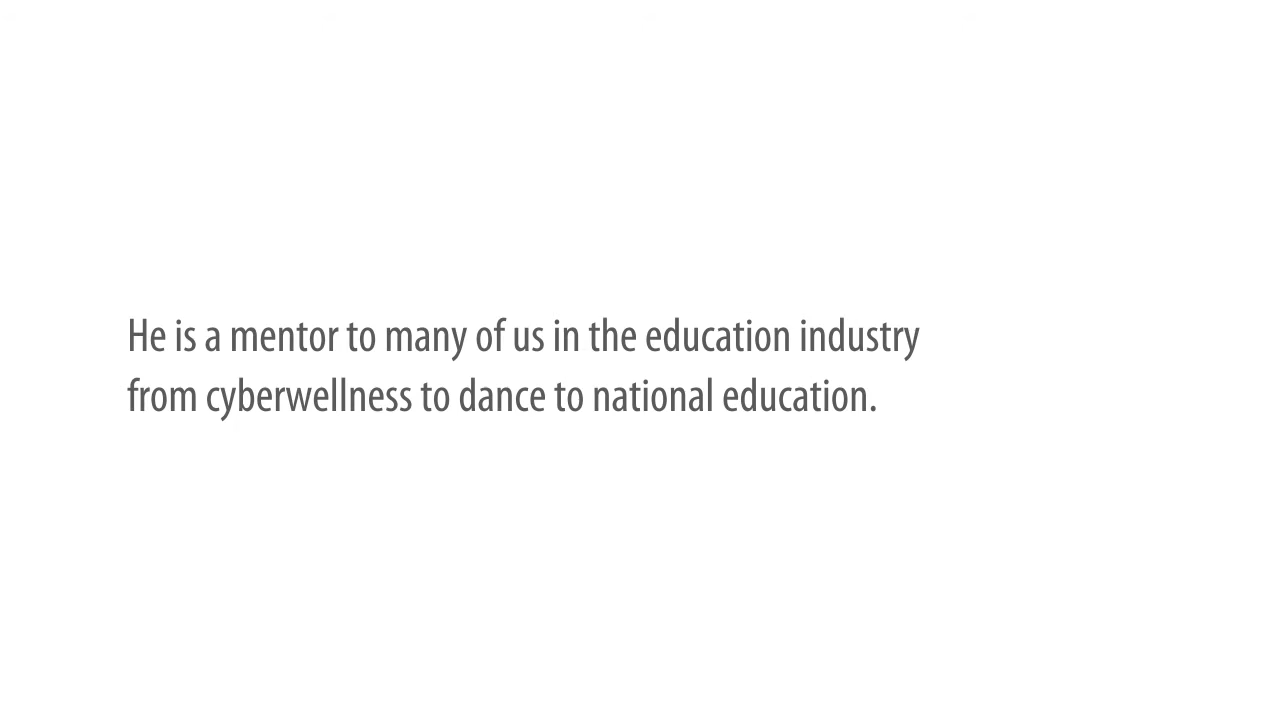 He is a mentor to many of us in the education industry
from cyberwellness to dance to national education.